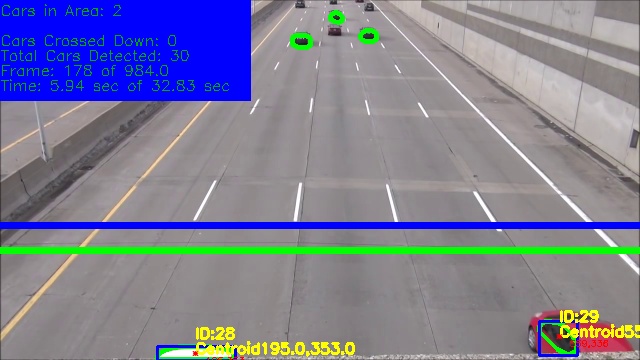 Cars in Area: 2
Cars Crossed Down: 0
Total Cars Detected: 30
Frame: 178 of 984.0
Time: 5.94 sec of 32.83 sec
ID:29
Centroid55
ID:28
Centroid195.0,353.0